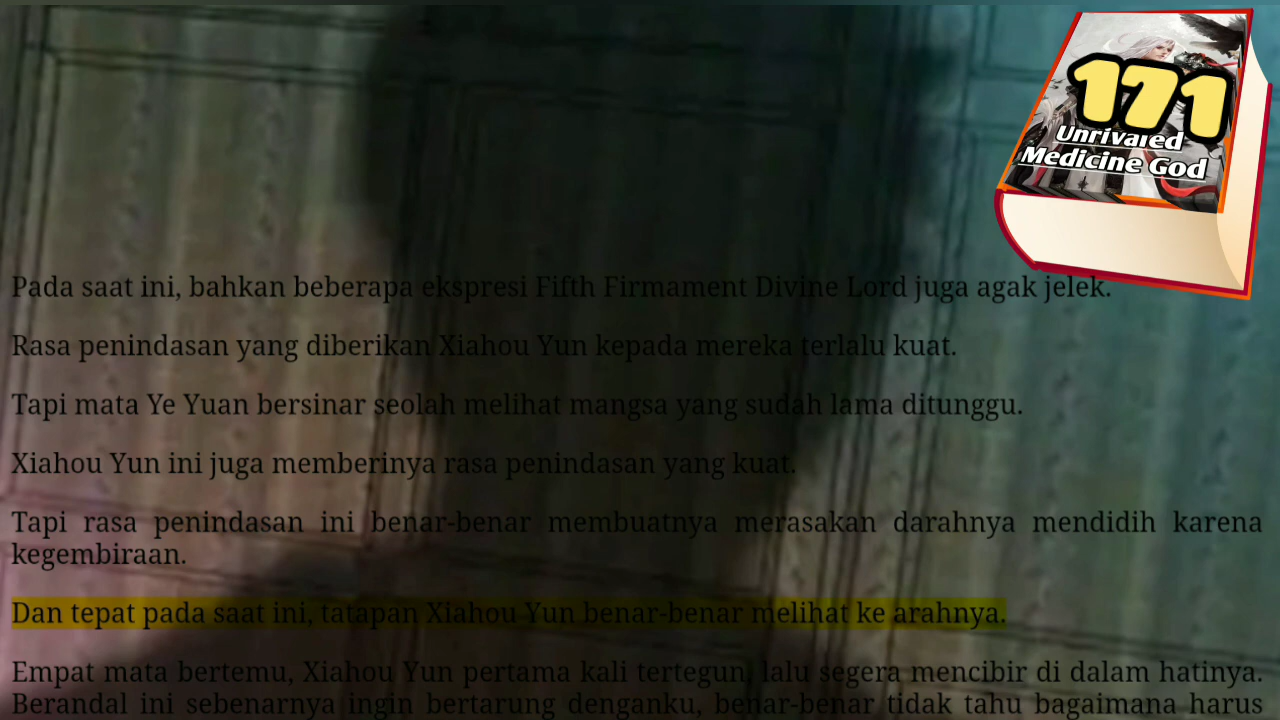 171
Unrivaled
Medicine God
Pada saat ini, bahkan beberapa ekspresi Fifth Firmament Divine Lord juga agak jelek.
Rasa penindasan yang diberikan Xiahou Yun kepada mereka terlalu kuat.
Tapi mata Ye Yuan bersinar seolah melihat mangsa yang sudah lama ditunggu.
Xiahou Yun ini juga memberinya rasa penindasan yang kuat.
Tapi rasa penindasan ini benar-benar membuatnya merasakan darahnya mendidih karena
kegembiraan.
Dan tepat pada saat ini, tatapan Xiahou Yun benar-benar melihat ke arahnya.
Empat mata bertemu, Xiahou Yun pertama kali tertegun, lalu segera mencibir di dalam hatinya.
Berandal ini sebenarnya ingin bertarung denganku, benar-benar tidak tahu bagaimana harus